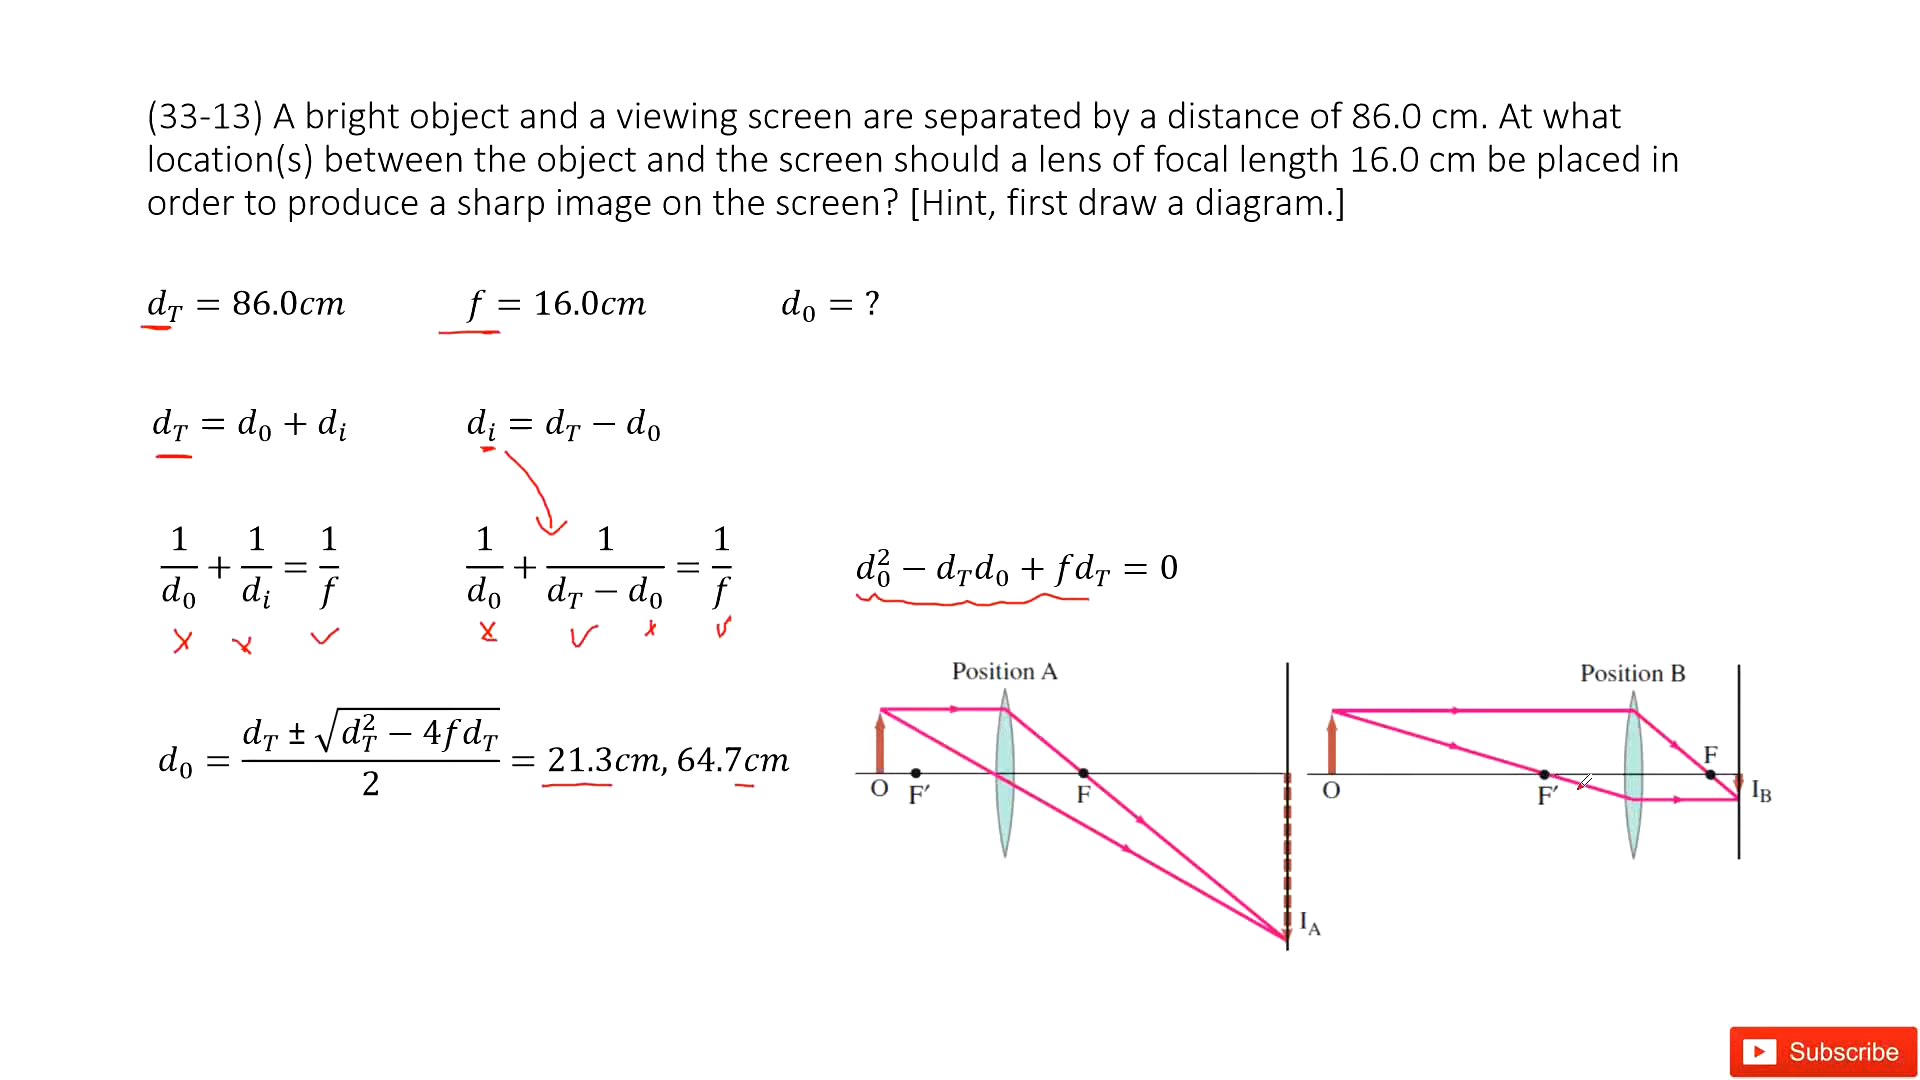 (33-13) A bright object and a viewing screen are separated by a distance of 86.0 cm. At what
location(s) between the object and the screen should a lens of focal length 16.0 cm be placed in
order to produce a sharp image on the screen? [Hint, first draw a diagram.]
d_T = 86.0cm f = 16.0cm d_0 = ?
d_T = d_0 + d_i d_i = d_T − d_0
1/d_0 + 1/d_i = 1/f 1/d_0 + 1/(d_T − d_0) = 1/f d_0^2 − d_T d_0 + f d_T = 0
d_0 = (d_T ± √(d_T^2 − 4f d_T))/2 = 21.3cm, 64.7cm
Position A
O F′ F
I_A
Position B
F
O F′ I_B
Subscribe